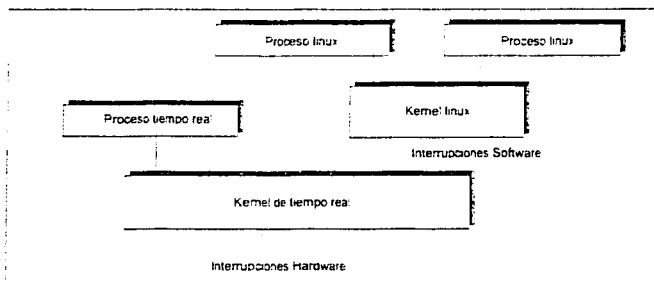 Proceso linux
Proceso linux
Proceso tiempo real
Kernel linux
Interrupciones Software
Kernel de tiempo real
Interrupciones Hardware